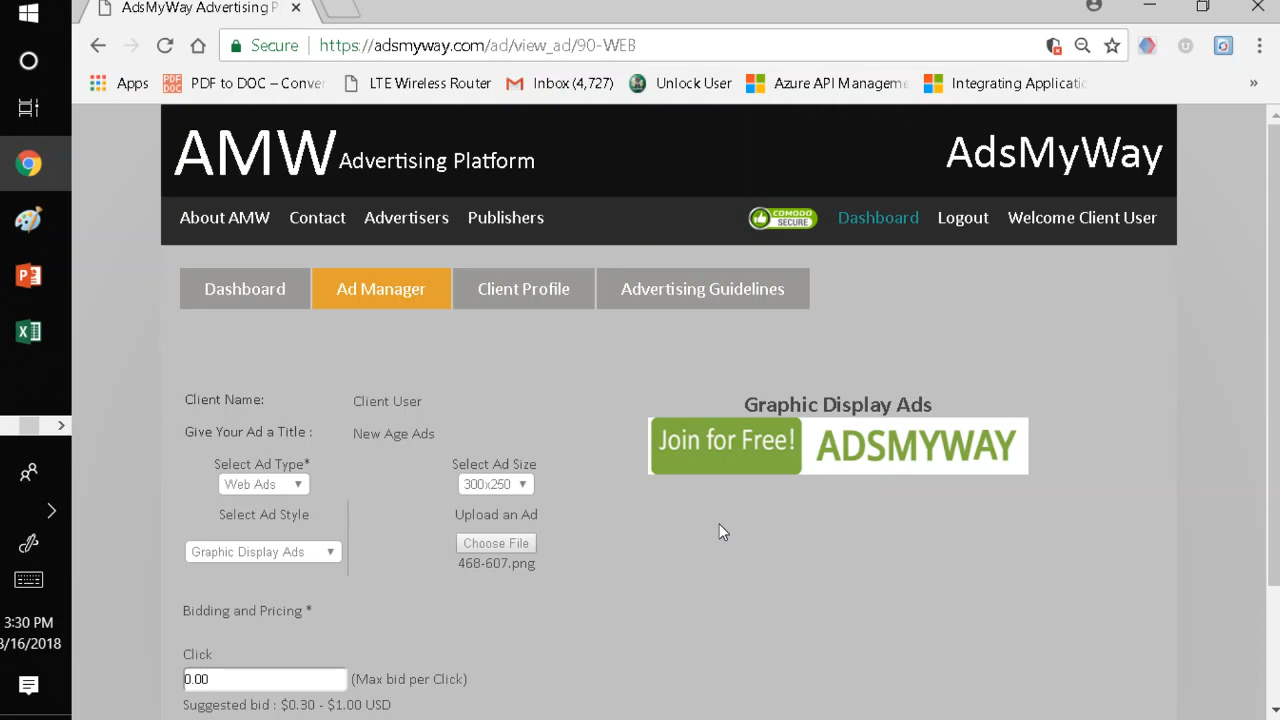 AdsMyWay Advertising P
Secure https://adsmyway.com/ad/view_ad/90-WEB
Apps PDF to DOC – Conver LTE Wireless Router Inbox (4,727) Unlock User Azure API Manageme Integrating Applicati
AMW Advertising Platform AdsMyWay
About AMW Contact Advertisers Publishers COMODO SECURE Dashboard Logout Welcome Client User
Dashboard Ad Manager Client Profile Advertising Guidelines
Client Name: Client User
Graphic Display Ads
Give Your Ad a Title : New Age Ads
Join for Free! ADSMYWAY
Select Ad Type* Select Ad Size
Web Ads 300x250
Select Ad Style Upload an Ad
Graphic Display Ads Choose File
468-607.png
Bidding and Pricing *
Click
0.00 (Max bid per Click)
Suggested bid : $0.30 - $1.00 USD
3:30 PM
3/16/2018